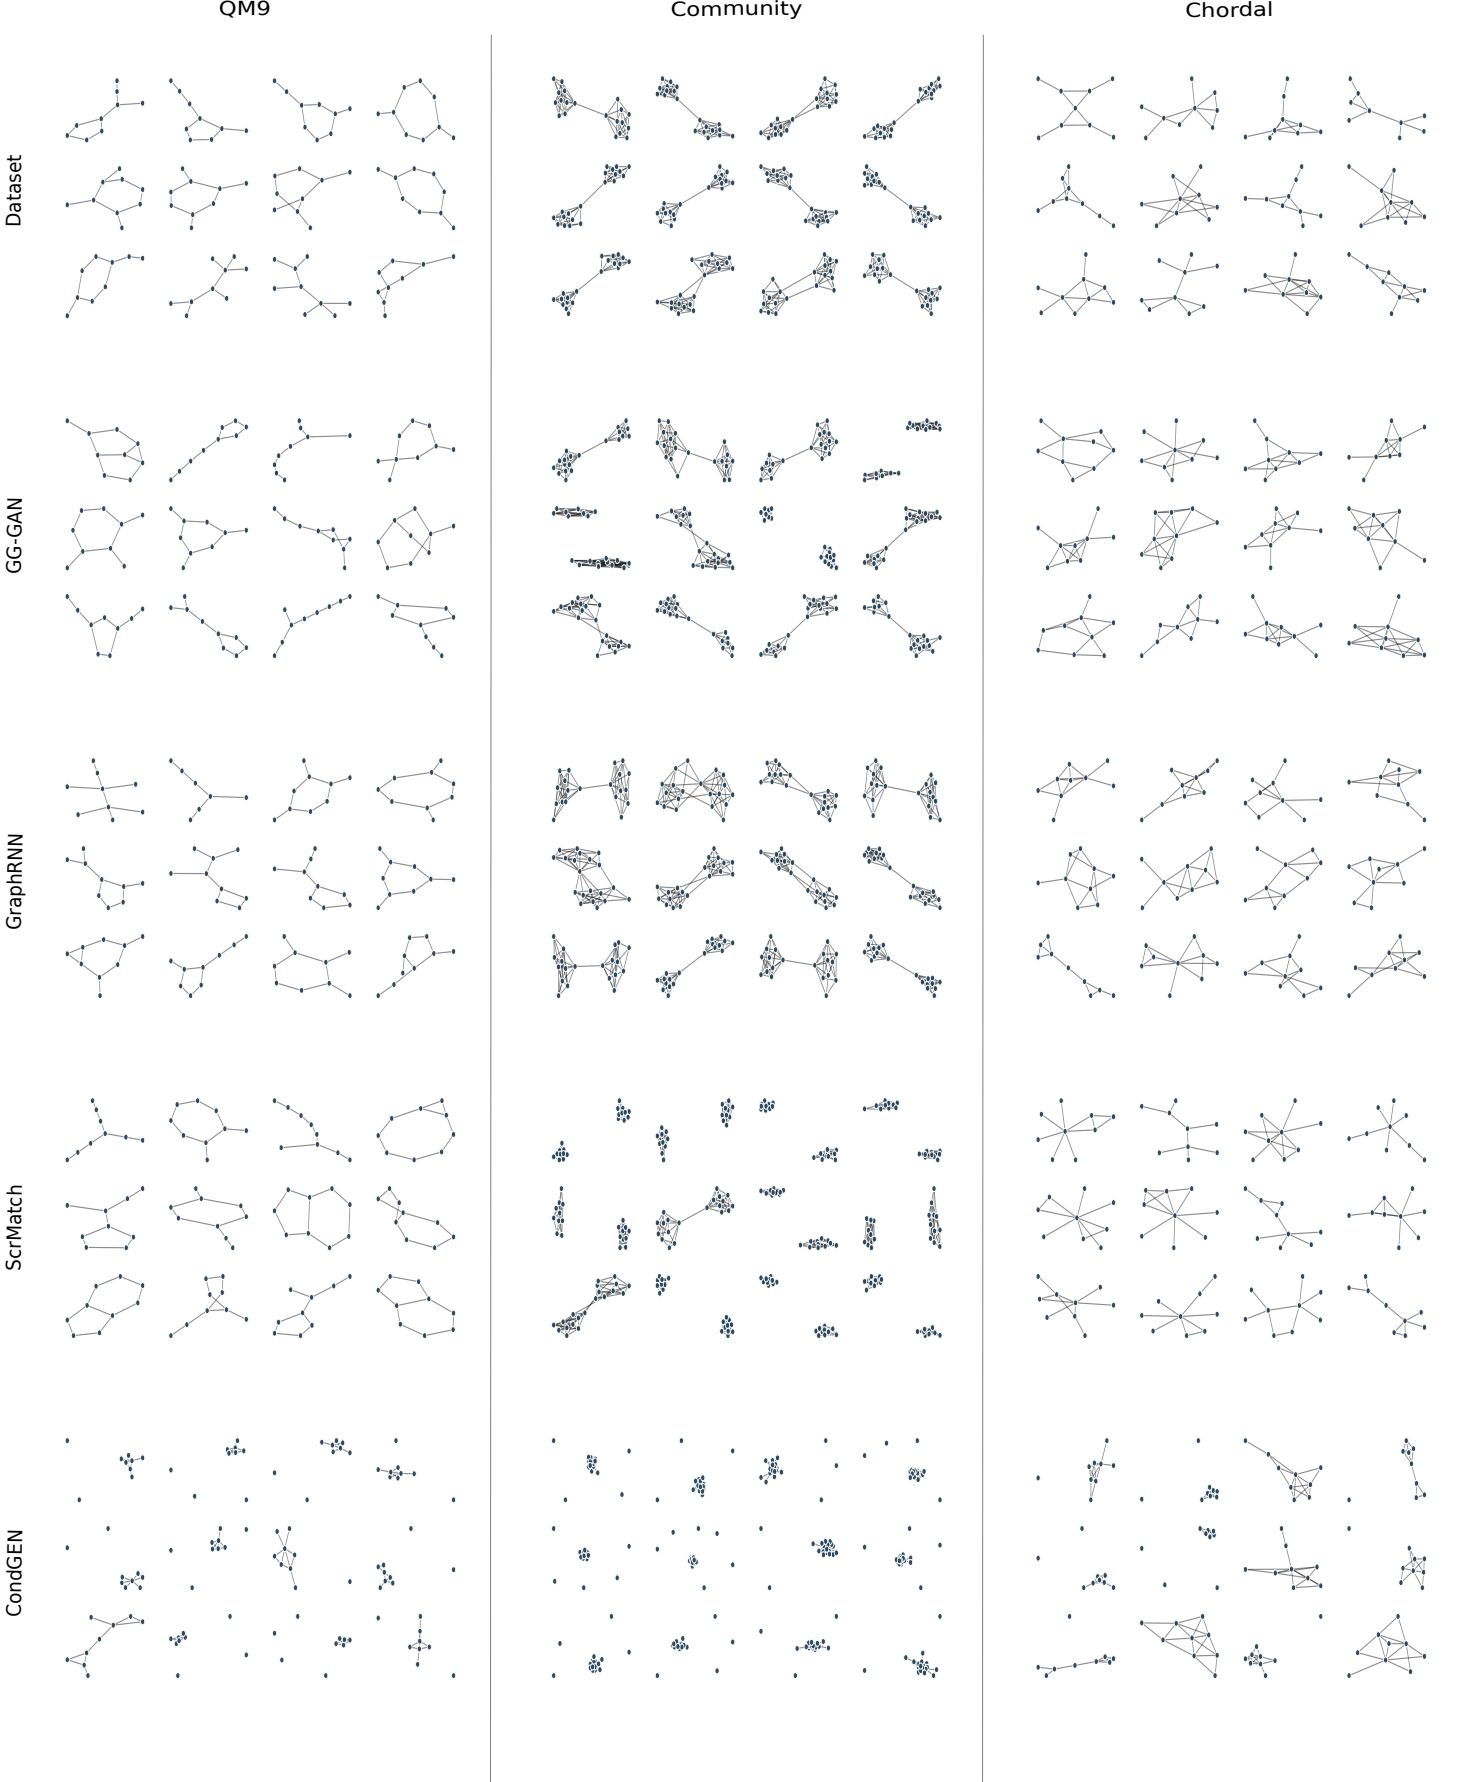 QM9
Community
Chordal
Dataset
GG-GAN
GraphRNN
ScrMatch
CondGEN